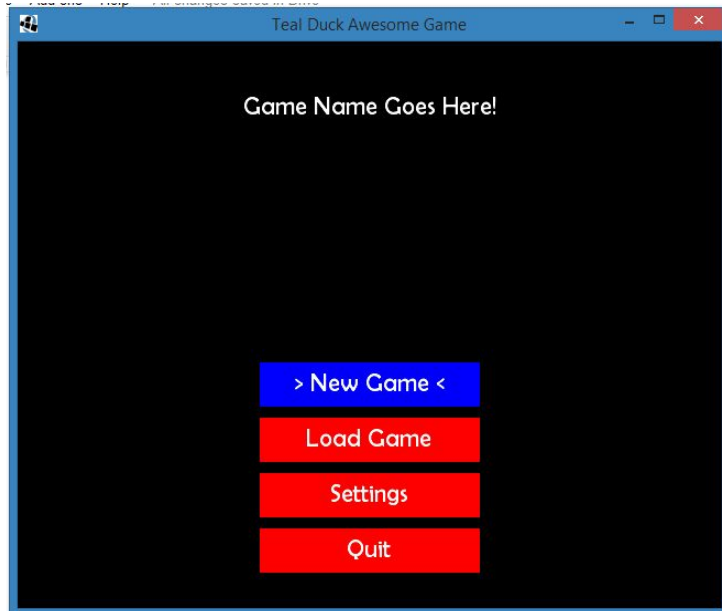 Teal Duck Awesome Game
Game Name Goes Here!
> New Game <
Load Game
Settings
Quit